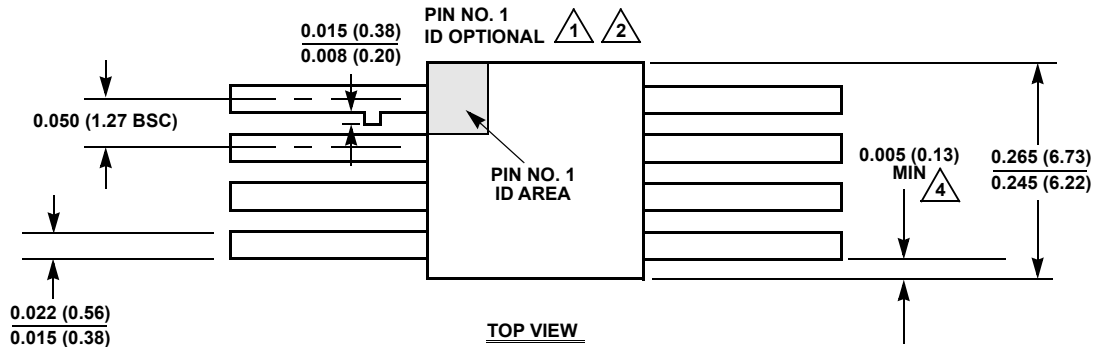 PIN NO. 1
ID OPTIONAL 1 2
0.015 (0.38)
0.008 (0.20)
0.050 (1.27 BSC)
PIN NO. 1
ID AREA
0.005 (0.13)
MIN 4
0.265 (6.73)
0.245 (6.22)
0.022 (0.56)
0.015 (0.38)
TOP VIEW